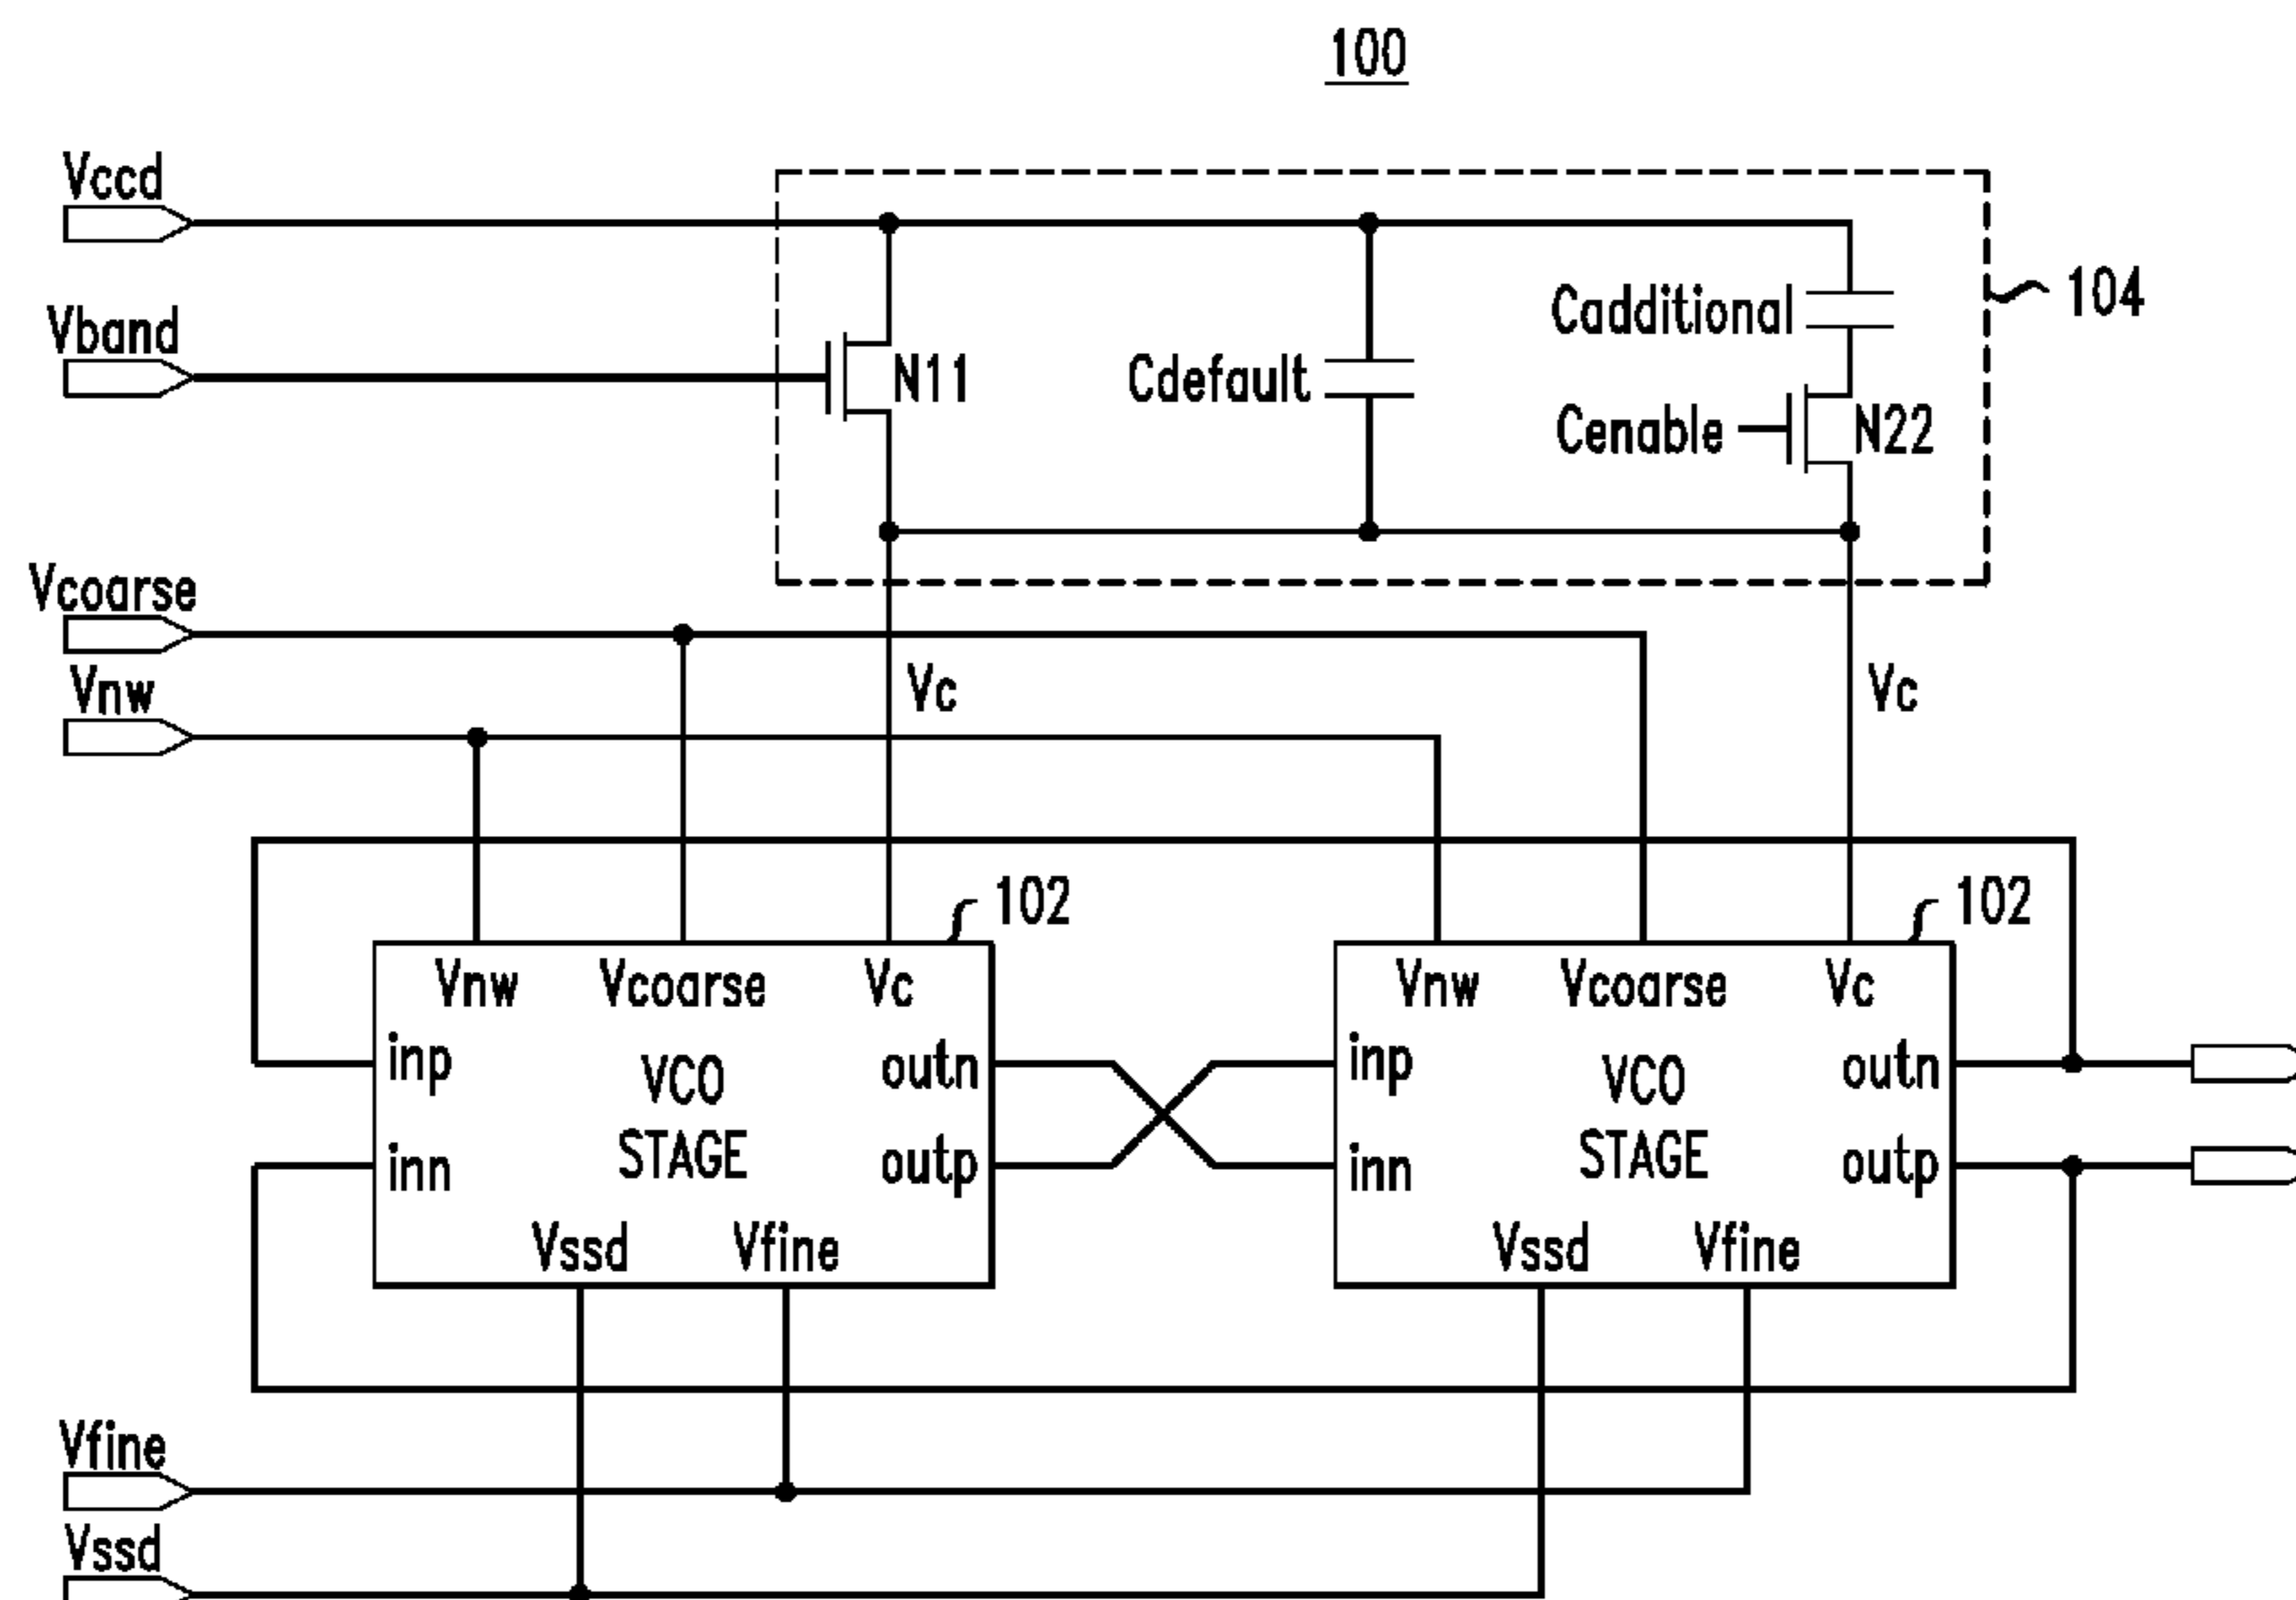 100
Vccd
Vband
N11
Cdefault
Cadditional
Cenable
N22
104
Vcoarse
Vnw
Vc
Vc
102
102
Vnw Vcoarse Vc
inp
VCO
STAGE
outn
inn
outp
Vssd Vfine
Vnw Vcoarse Vc
inp
VCO
STAGE
outn
inn
outp
Vssd Vfine
Vfine
Vssd